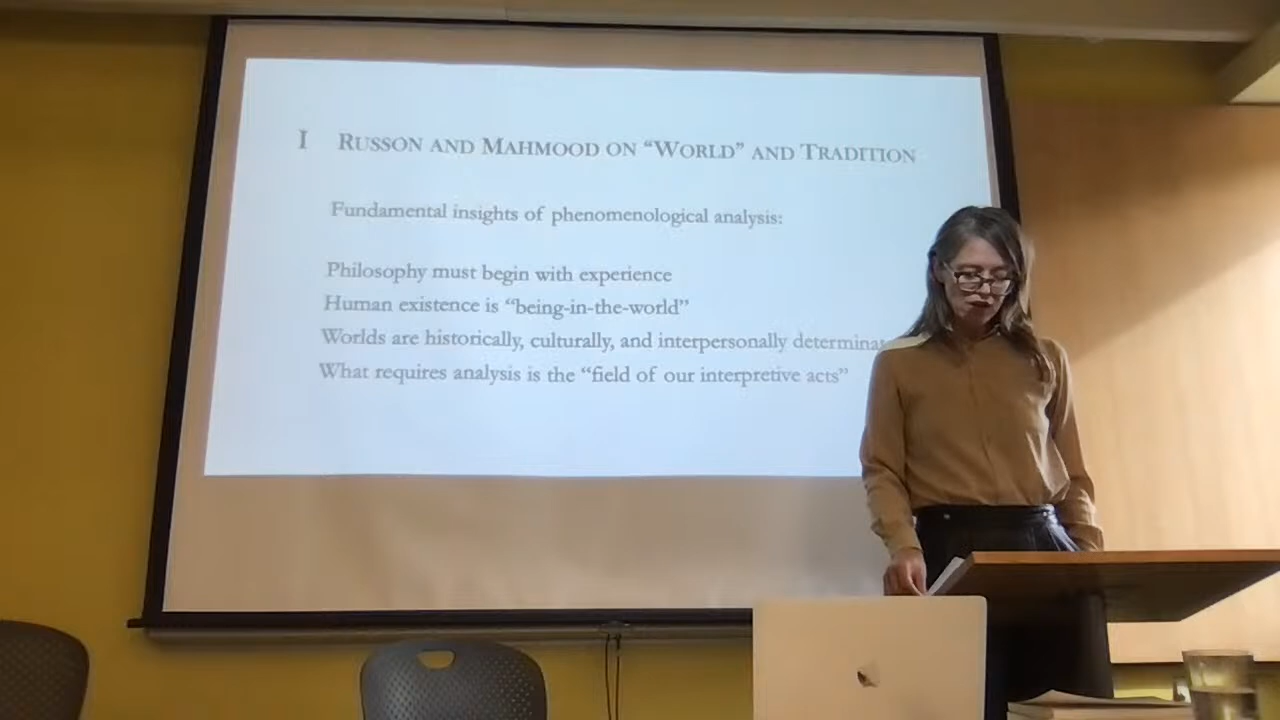 I RUSSON AND MAHMOOD ON “WORLD” AND TRADITION
Fundamental insights of phenomenological analysis:
Philosophy must begin with experience
Human existence is “being-in-the-world”
Worlds are historically, culturally, and interpersonally
What requires analysis is the “field of our interpretive acts”